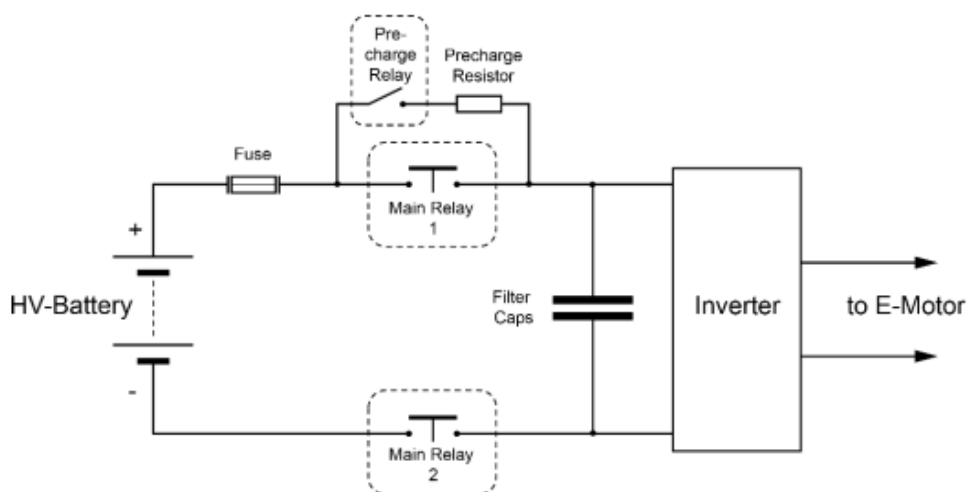 Pre-
charge
Relay
Precharge
Resistor
Fuse
Main Relay
1
+
HV-Battery
-
Filter
Caps
Inverter
to E-Motor
Main Relay
2